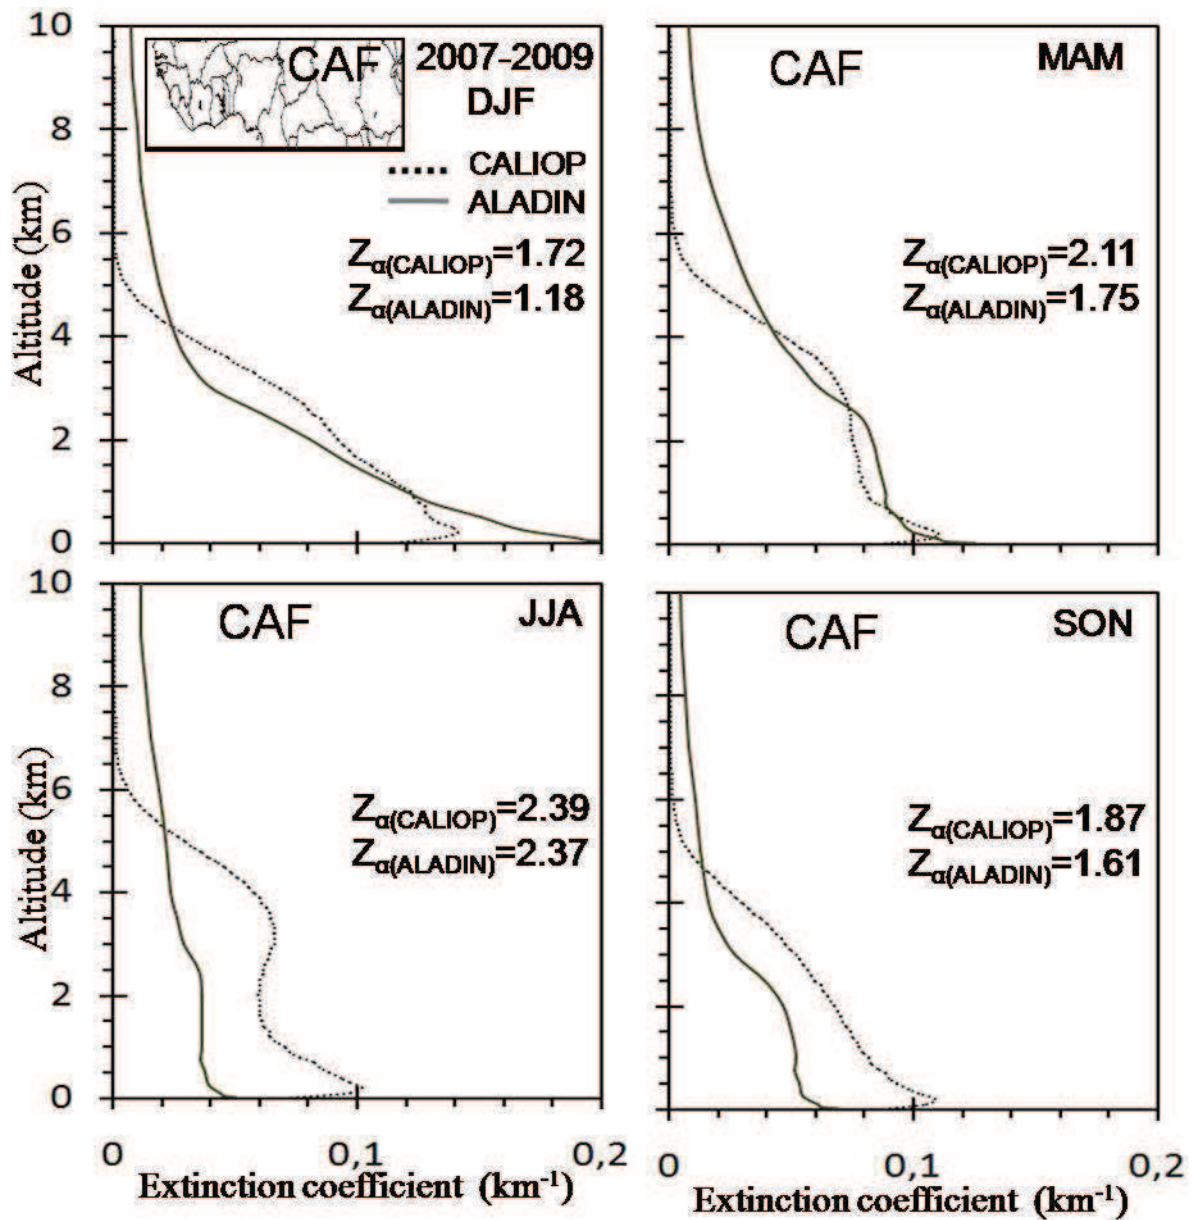 10
8
6
4
2
0
Altitude (km)
CAF
2007-2009
DJF
CALIOP
ALADIN
Zα(CALIOP)=1.72
Zα(ALADIN)=1.18
CAF
MAM
Zα(CALIOP)=2.11
Zα(ALADIN)=1.75
10
8
6
4
2
0
Altitude (km)
CAF
JJA
Zα(CALIOP)=2.39
Zα(ALADIN)=2.37
0 0,1 0,2
Extinction coefficient (km-1)
CAF
SON
Zα(CALIOP)=1.87
Zα(ALADIN)=1.61
0 0,1 0,2
Extinction coefficient (km-1)